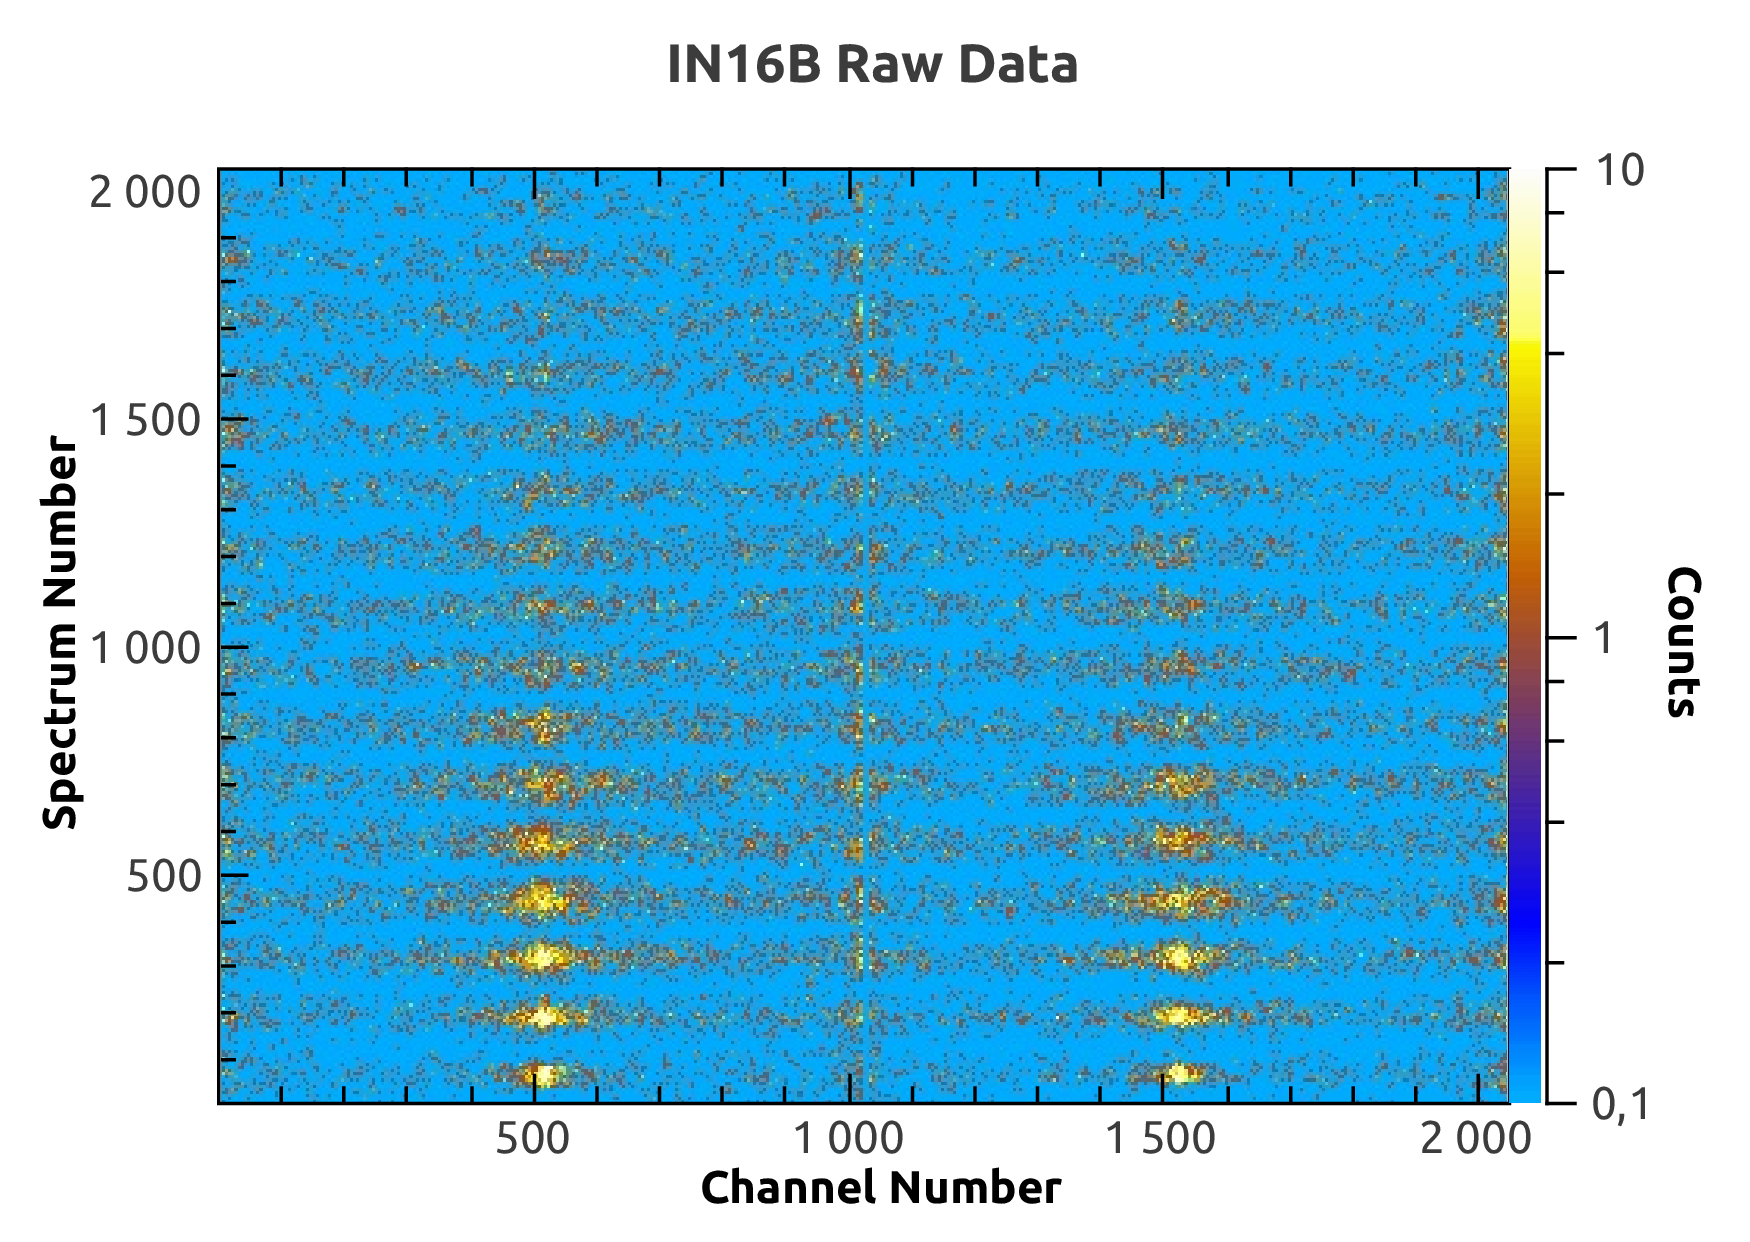 IN16B Raw Data
2 000
1 500
1 000
500
Spectrum Number
500
1 000
1 500
2 000
Channel Number
10
1
0,1
Counts